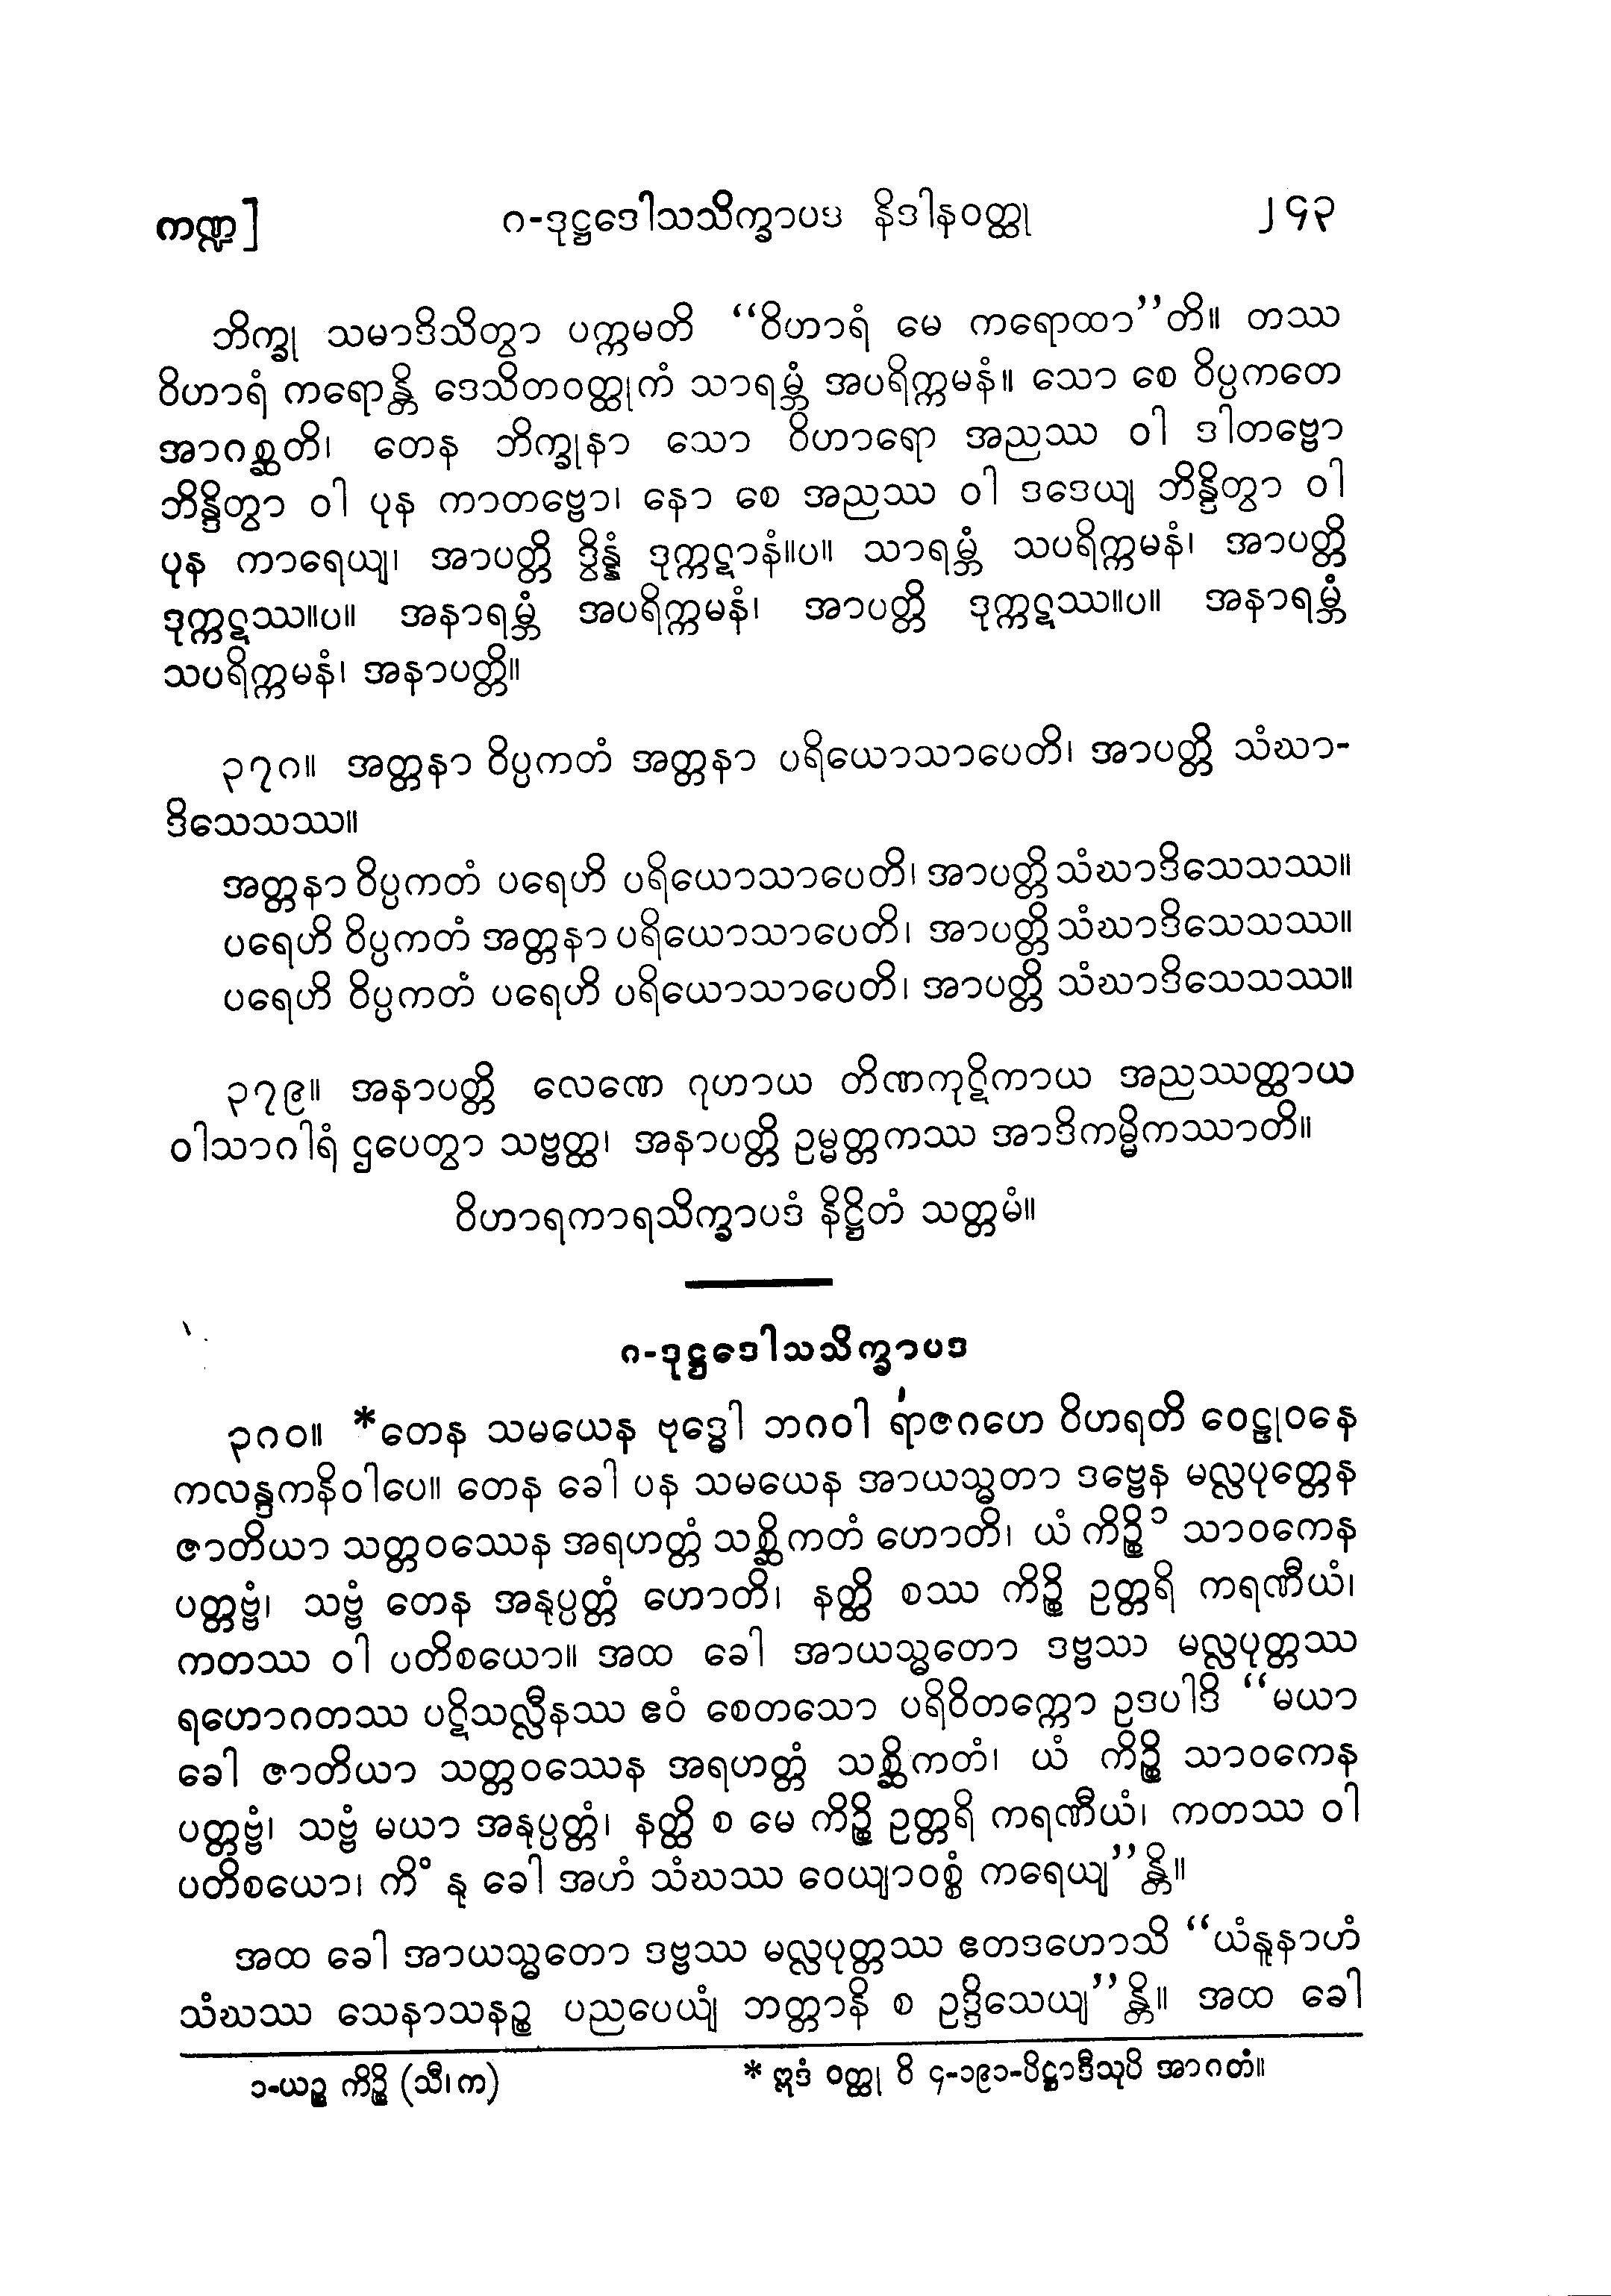 ကဏ္ဍ] ၈-ဒုဋ္ဌဒေါသသိက္ခာပဒ နိဒါနဝတ္ထု ၂၄၃
ဘိက္ခု သမာဒိသိတွာ ပက္ကမတိ “ဝိဟာရံ မေ ကရောထာ”တိ။ တဿ
ဝိဟာရံ ကရောန္တိ ဒေသိတဝတ္ထုကံ သာရမ္ဘံ အပရိက္ကမနံ။ သော စေ ဝိပ္ပကတေ
အာဂစ္ဆတိ၊ တေန ဘိက္ခုနာ သော ဝိဟာရော အညဿ ဝါ ဒါတဗ္ဗော
ဘိန္ဒိတွာ ဝါ ပုန ကာတဗ္ဗော၊ နော စေ အညဿ ဝါ ဒဒေယျ ဘိန္ဒိတွာ ဝါ
ပုန ကာရေယျ၊ အာပတ္တိ ဒွိန္နံ ဒုက္ကဋာနံ။ပ။ သာရမ္ဘံ သပရိက္ကမနံ၊ အာပတ္တိ
ဒုက္ကဋဿ။ပ။ အနာရမ္ဘံ အပရိက္ကမနံ၊ အာပတ္တိ ဒုက္ကဋဿ။ပ။ အနာရမ္ဘံ
သပရိက္ကမနံ၊ အနာပတ္တိ။
၃၇၈။ အတ္တနာ ဝိပ္ပကတံ အတ္တနာ ပရိယောသာပေတိ၊ အာပတ္တိ သံဃာ-
ဒိသေသဿ။
အတ္တနာ ဝိပ္ပကတံ ပရေဟိ ပရိယောသာပေတိ၊ အာပတ္တိ သံဃာဒိသေသဿ။
ပရေဟိ ဝိပ္ပကတံ အတ္တနာ ပရိယောသာပေတိ၊ အာပတ္တိ သံဃာဒိသေသဿ။
ပရေဟိ ဝိပ္ပကတံ ပရေဟိ ပရိယောသာပေတိ၊ အာပတ္တိ သံဃာဒိသေသဿ။
၃၇၉။ အနာပတ္တိ လေဏေ ဂုဟာယ တိဏကုဋိကာယ အညဿတ္ထာယ
ဝါသာဂါရံ ဌပေတွာ သဗ္ဗတ္ထ၊ အနာပတ္တိ ဥမ္မတ္တကဿ အာဒိကမ္မိကဿာတိ။
ဝိဟာရကာရသိက္ခာပဒံ နိဋ္ဌိတံ သတ္တမံ။
၈-ဒုဋ္ဌဒေါသသိက္ခာပဒ
၃၈၀။ *တေန သမယေန ဗုဒ္ဓေါ ဘဂဝါ ရာဇဂဟေ ဝိဟရတိ ဝေဠုဝနေ
ကလန္ဒကနိဝါပေ။ တေန ခေါ ပန သမယေန အာယသ္မတာ ဒဗ္ဗေန မလ္လပုတ္တေန
ဇာတိယာ သတ္တဝဿေန အရဟတ္တံ သစ္ဆိကတံ ဟောတိ၊ ယံ ကိဉ္စိ ၁ သာဝကေန
ပတ္တဗ္ဗံ၊ သဗ္ဗံ တေန အနုပ္ပတ္တံ ဟောတိ၊ နတ္ထိ စဿ ကိဉ္စိ ဥတ္တရိ ကရဏီယံ၊
ကတဿ ဝါ ပတိစယော။ အထ ခေါ အာယသ္မတော ဒဗ္ဗဿ မလ္လပုတ္တဿ
ရဟောဂတဿ ပဋိသလ္လီနဿ ဧဝံ စေတသော ပရိဝိတက္ကော ဥဒပါဒိ “မယာ
ခေါ ဇာတိယာ သတ္တဝဿေန အရဟတ္တံ သစ္ဆိကတံ၊ ယံ ကိဉ္စိ သာဝကေန
ပတ္တဗ္ဗံ၊ သဗ္ဗံ မယာ အနုပ္ပတ္တံ၊ နတ္ထိ စ မေ ကိဉ္စိ ဥတ္တရိ ကရဏီယံ၊ ကတဿ ဝါ
ပတိစယော၊ ကိံ နု ခေါ အဟံ သံဃဿ ဝေယျာဝစ္စံ ကရေယျ”န္တိ။
အထ ခေါ အာယသ္မတော ဒဗ္ဗဿ မလ္လပုတ္တဿ ဧတဒဟောသိ “ယံနူနာဟံ
သံဃဿ သေနာသနဉ္စ ပညပေယျံ ဘတ္တာနိ စ ဥဒ္ဒိသေယျ”န္တိ။ အထ ခေါ
၁-ယဉ္စ ကိဉ္စိ (သီ၊က) * ဣဒံ ဝတ္ထု ဝိ ၄-၁၉၁-ပိဋ္ဌာဒီသုပိ အာဂတံ။